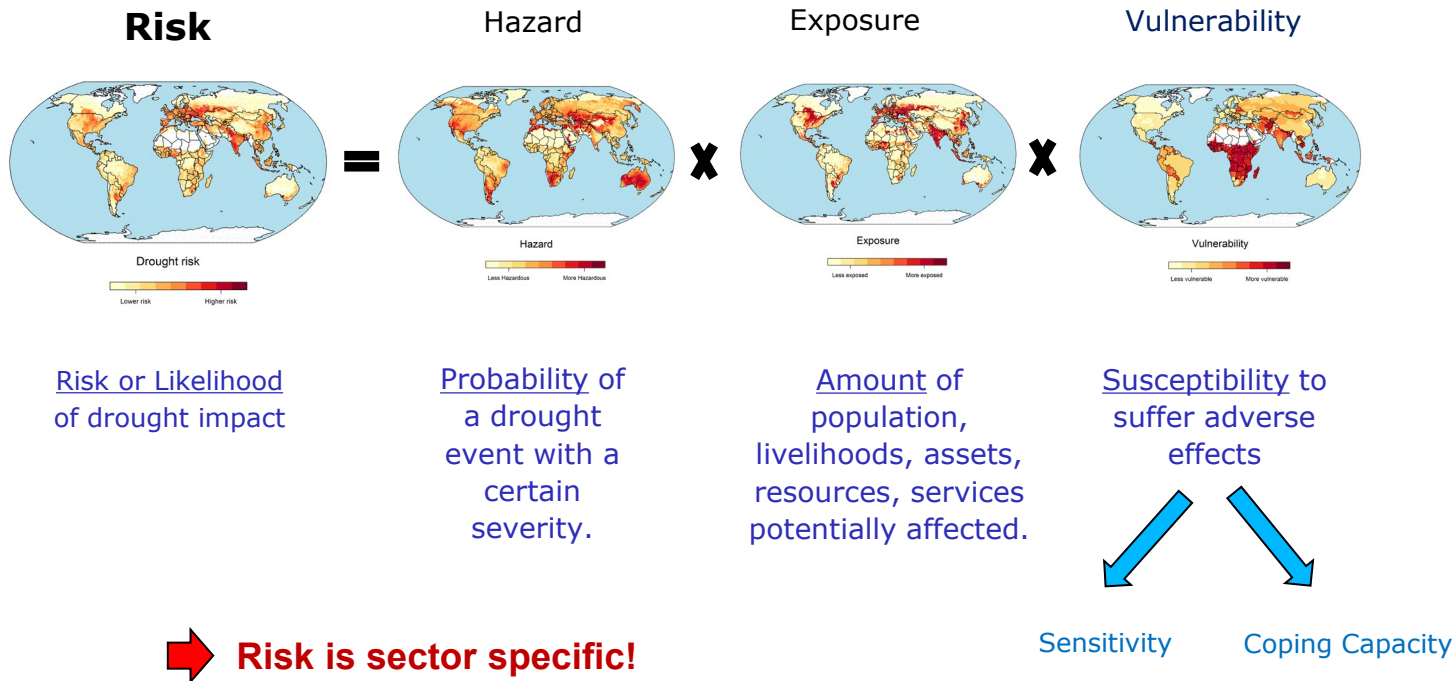 Risk
Hazard
Exposure
Vulnerability
=
x
x
Drought risk
Lower risk
Higher risk
Hazard
Less Hazardous
More Hazardous
Exposure
Less exposed
More exposed
Vulnerability
Less vulnerable
More vulnerable
Risk or Likelihood
of drought impact
Probability of
a drought
event with a
certain
severity.
Amount of
population,
livelihoods, assets,
resources, services
potentially affected.
Susceptibility to
suffer adverse
effects
Sensitivity
Coping Capacity
Risk is sector specific!